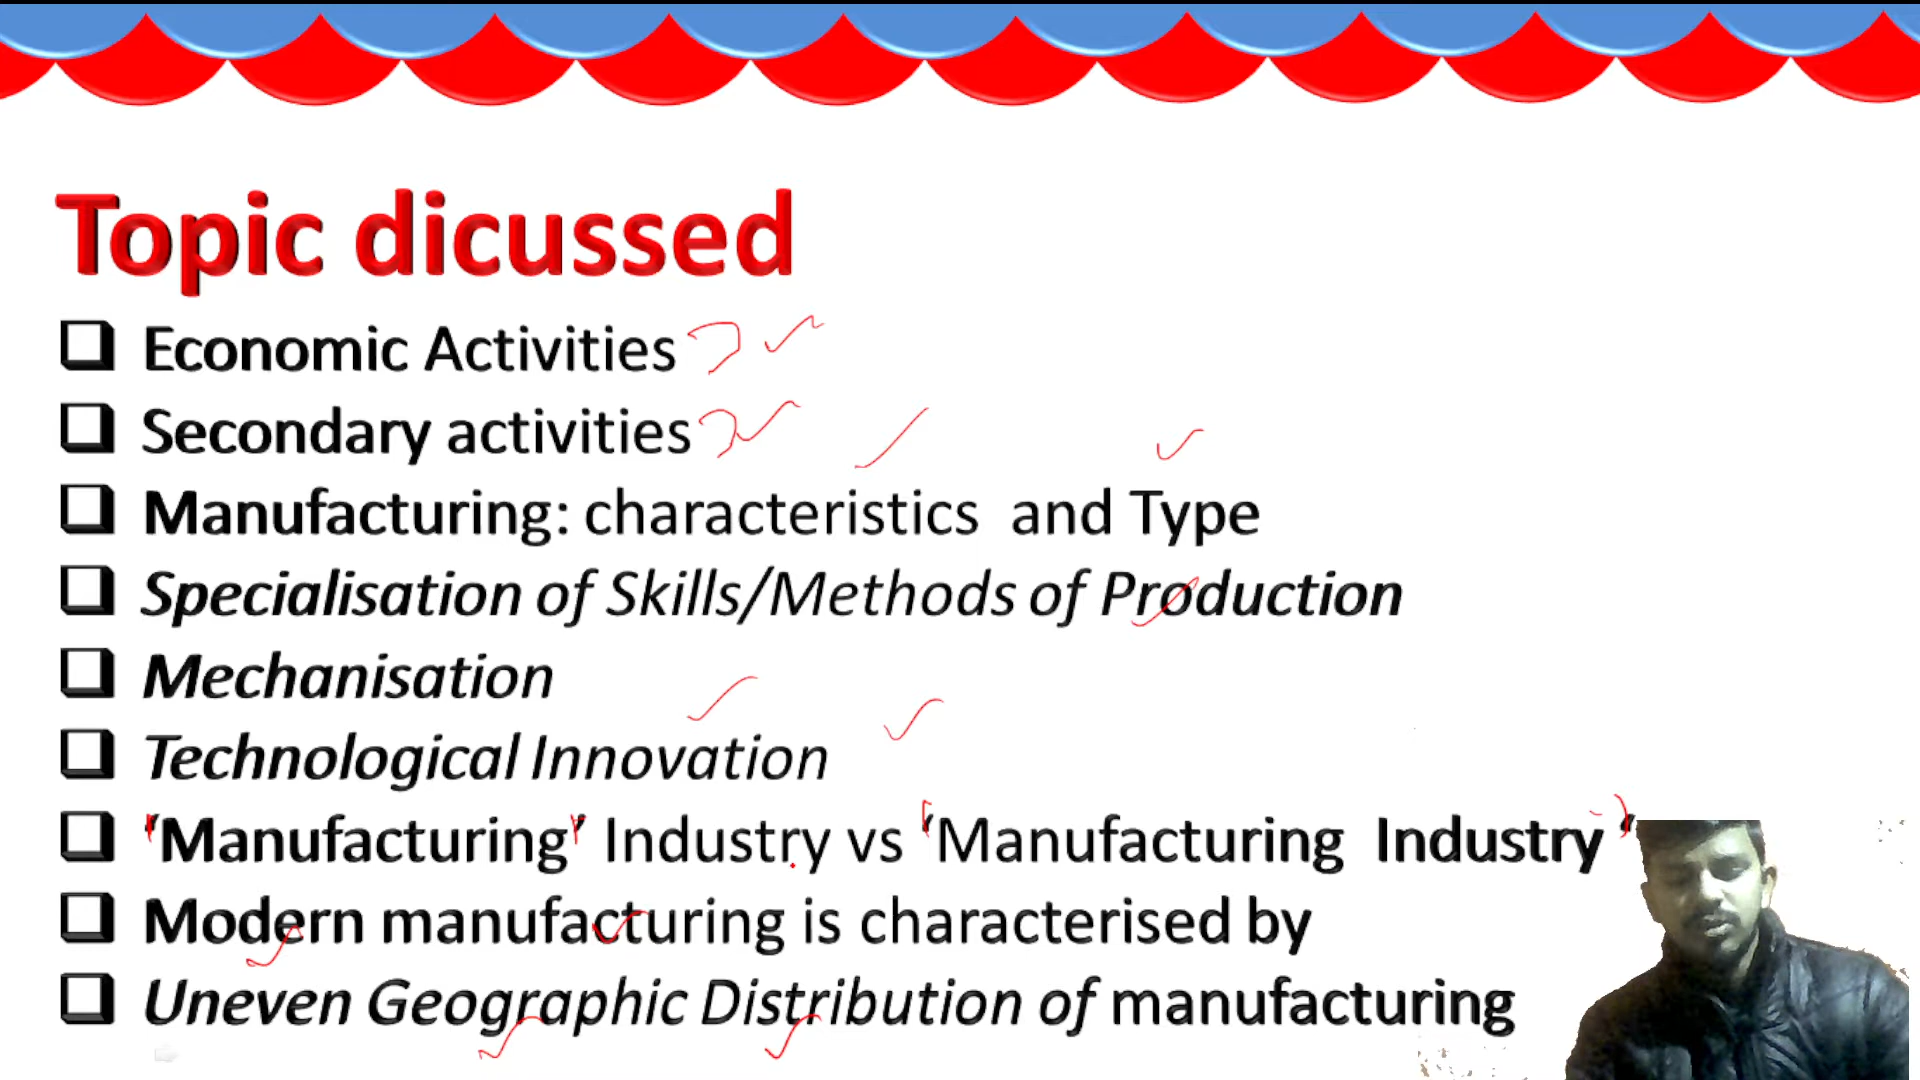 Topic dicussed
Economic Activities
Secondary activities
Manufacturing: characteristics and Type
Specialisation of Skills/Methods of Production
Mechanisation
Technological Innovation
‘Manufacturing’ Industry vs ‘Manufacturing Industry ‘
Modern manufacturing is characterised by
Uneven Geographic Distribution of manufacturing